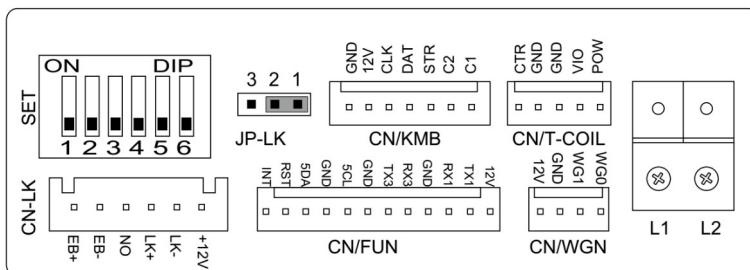 ON DIP
SET
1 2 3 4 5 6
3 2 1
JP-LK
GND 12V CLK DAT STR C2 C1
CN/KMB
CTR GND GND VIO POW
CN/T-COIL
CN-LK
EB+ EB- NO LK+ LK- +12V
INT RST 5DA GND 5CL GND TX3 RX3 GND RX1 TX1 12V
CN/FUN
12V GND WG1 WG0
CN/WGN
L1 L2